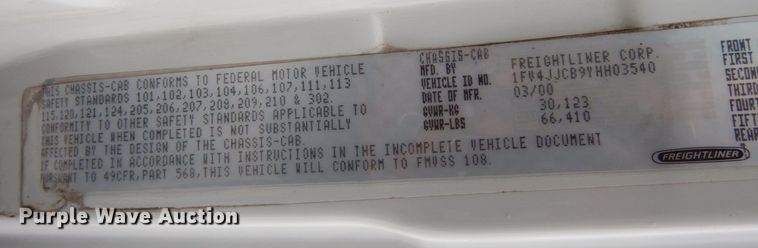 THIS CHASSIS-CAB CONFORMS TO FEDERAL MOTOR VEHICLE
SAFETY STANDARDS 101,102,103,104,106,107,111,113
115,120,121,124,205,206,207,208,209,210 & 302.
CONFORMITY TO OTHER SAFETY STANDARDS APPLICABLE TO
THIS VEHICLE WHEN COMPLETED IS NOT SUBSTANTIALLY
AFFECTED BY THE DESIGN OF THE CHASSIS-CAB.
IF COMPLETED IN ACCORDANCE WITH INSTRUCTIONS IN THE INCOMPLETE VEHICLE DOCUMENT
PURSUANT TO 49CFR, PART 568, THIS VEHICLE WILL CONFORM TO FMVSS 108.
CHASSIS-CAB
MFD. BY FREIGHTLINER CORP.
VEHICLE ID NO. 1FV4JJCB9YHH03540
DATE OF MFR. 03/00
GVWR-KG 30,123
GVWR-LBS 66,410
FRONT
FIRST
SECON
THIRD
FOURT
FIFT
REAR
FREIGHTLINER
Purple Wave Auction